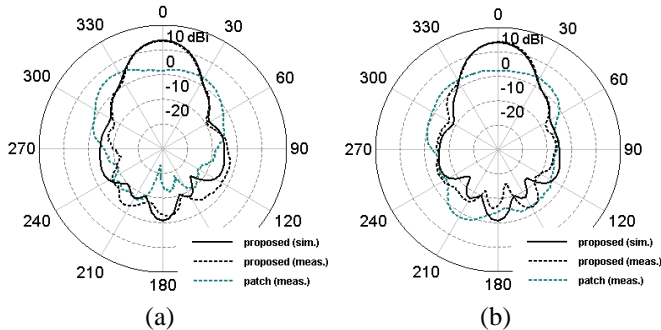 0
330
30
10 dBi
300
0
60
-10
-20
270
90
240
120
210
180
proposed (sim.)
proposed (meas.)
patch (meas.)
(a)
0
330
30
10 dBi
300
0
60
-10
-20
270
90
240
120
210
180
proposed (sim.)
proposed (meas.)
patch (meas.)
(b)